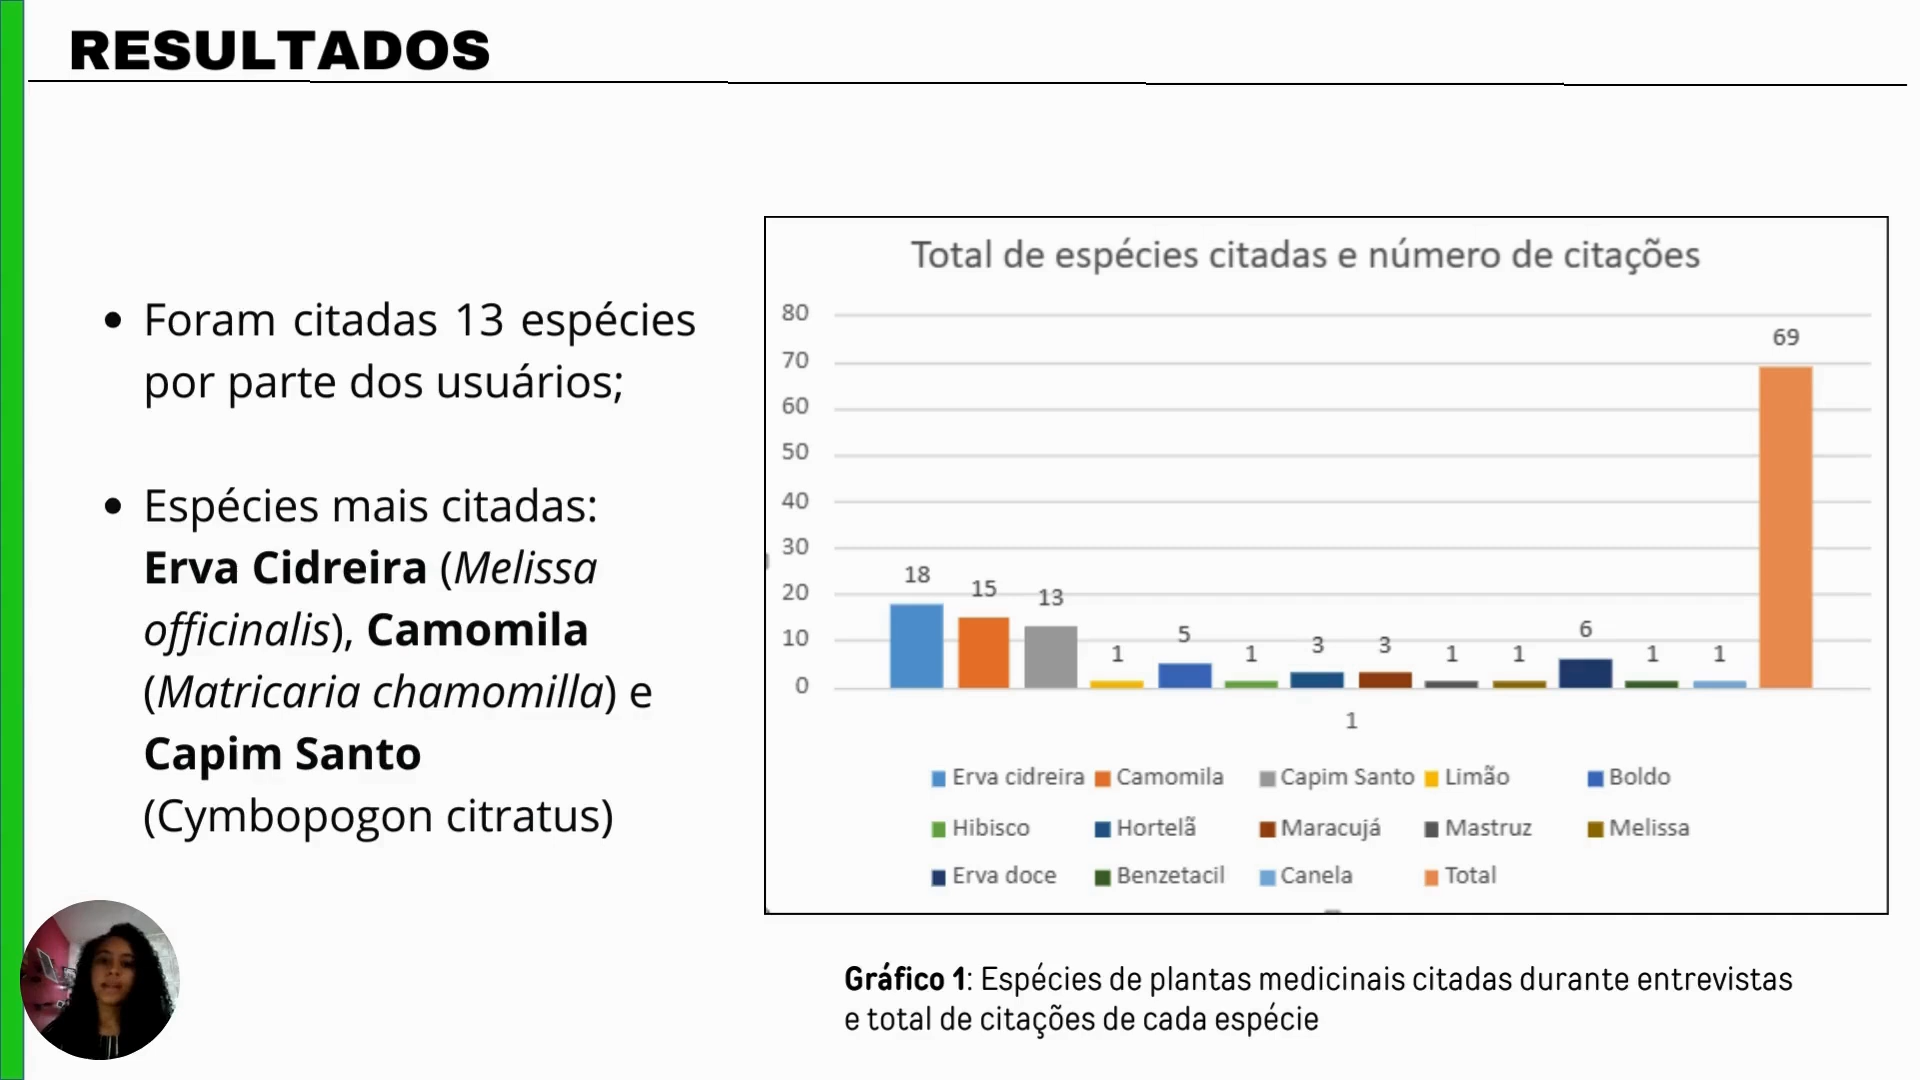 RESULTADOS
• Foram citadas 13 espécies
por parte dos usuários;
• Espécies mais citadas:
Erva Cidreira (Melissa
officinalis), Camomila
(Matricaria chamomilla) e
Capim Santo
(Cymbopogon citratus)
Total de espécies citadas e número de citações
80
70
60
50
40
30
20
10
0
18 15 13 1 5 1 3 3 1 1 6 1 1 69
1
Erva cidreira Camomila Capim Santo Limão Boldo
Hibisco Hortelã Maracujá Mastruz Melissa
Erva doce Benzetacil Canela Total
Gráfico 1: Espécies de plantas medicinais citadas durante entrevistas
e total de citações de cada espécie